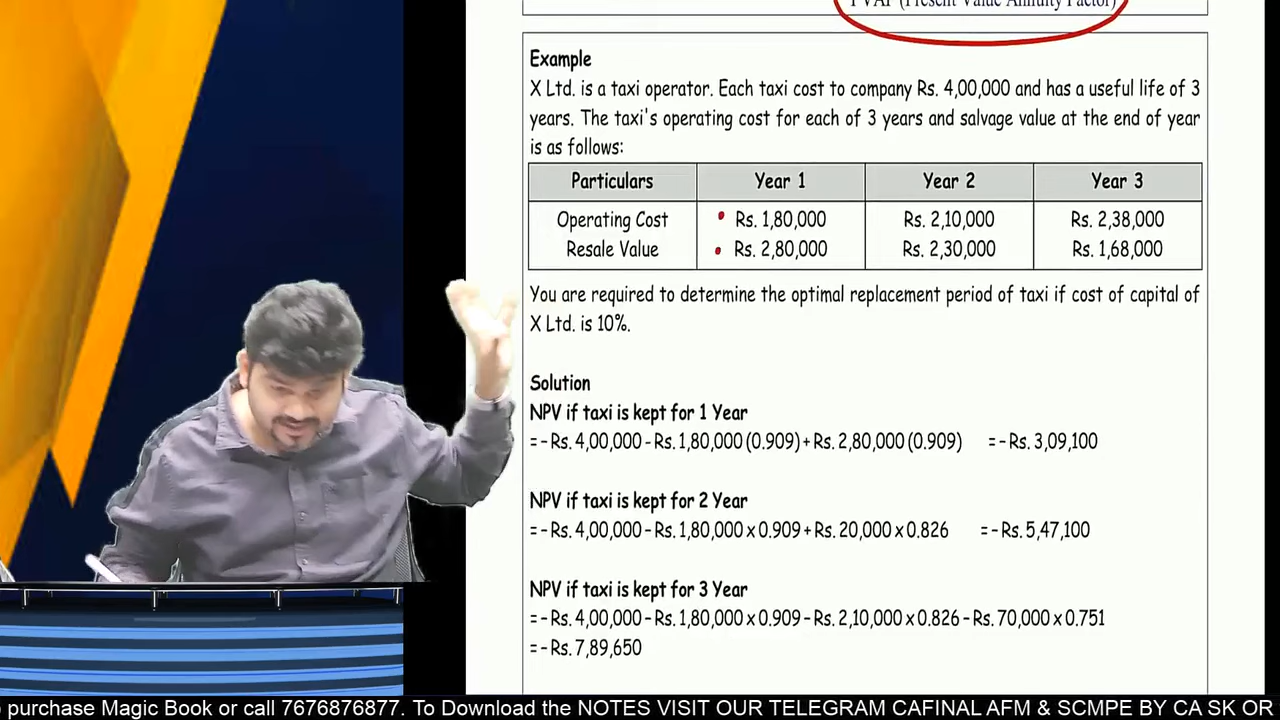 PVAF (Present Value Annuity Factor)
Example
X Ltd. is a taxi operator. Each taxi cost to company Rs. 4,00,000 and has a useful life of 3
years. The taxi's operating cost for each of 3 years and salvage value at the end of year
is as follows:
Particulars Year 1 Year 2 Year 3
Operating Cost Rs. 1,80,000 Rs. 2,10,000 Rs. 2,38,000
Resale Value Rs. 2,80,000 Rs. 2,30,000 Rs. 1,68,000
You are required to determine the optimal replacement period of taxi if cost of capital of
X Ltd. is 10%.
Solution
NPV if taxi is kept for 1 Year
= - Rs. 4,00,000 - Rs. 1,80,000 (0.909) + Rs. 2,80,000 (0.909) = - Rs. 3,09,100
NPV if taxi is kept for 2 Year
= - Rs. 4,00,000 - Rs. 1,80,000 x 0.909 + Rs. 20,000 x 0.826 = - Rs. 5,47,100
NPV if taxi is kept for 3 Year
= - Rs. 4,00,000 - Rs. 1,80,000 x 0.909 - Rs. 2,10,000 x 0.826 - Rs. 70,000 x 0.751
= - Rs. 7,89,650
purchase Magic Book or call 7676876877. To Download the NOTES VISIT OUR TELEGRAM CAFINAL AFM & SCMPE BY CA SK OR